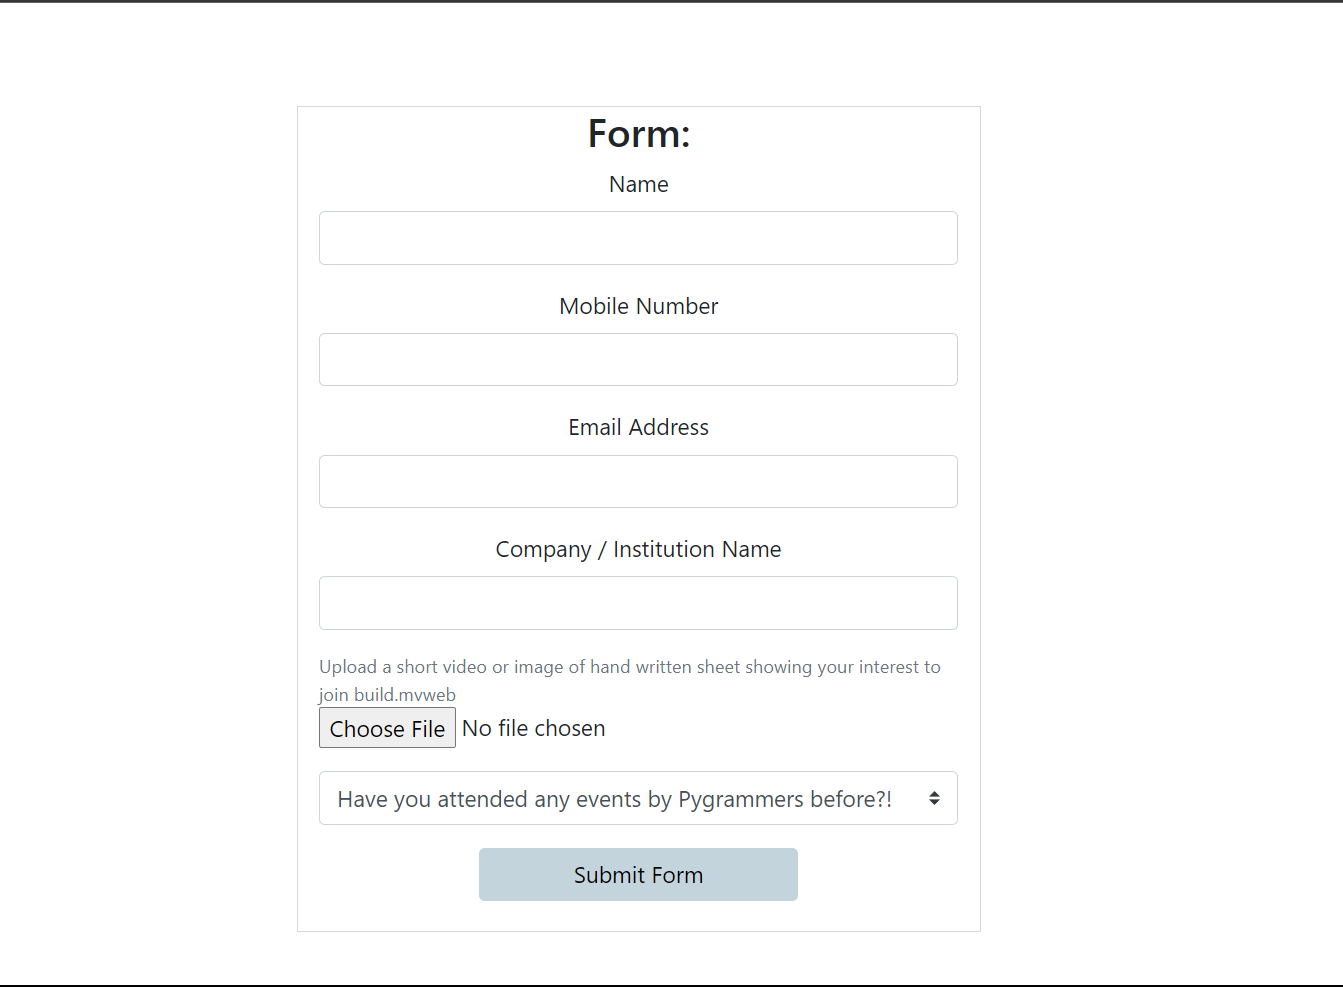 Form:
Name
Mobile Number
Email Address
Company / Institution Name
Upload a short video or image of hand written sheet showing your interest to
join build.mvweb
Choose File No file chosen
Have you attended any events by Pygrammers before?!
Submit Form